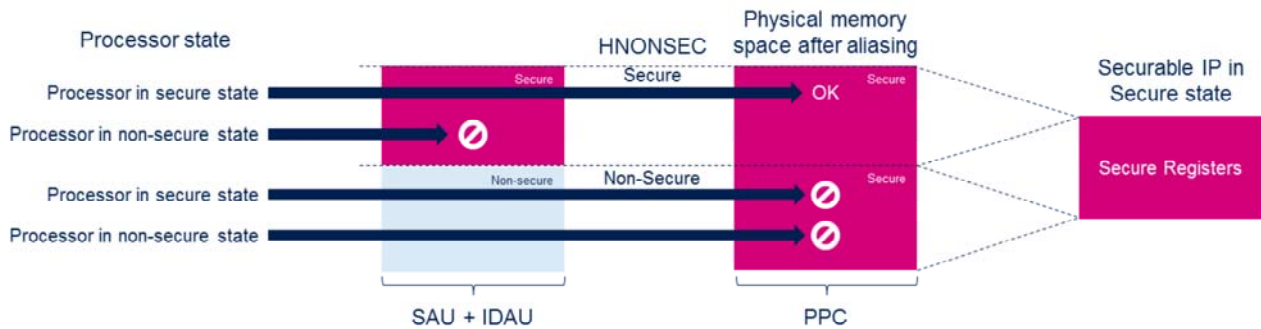 Processor state
HNONSEC
Physical memory
space after aliasing
Securable IP in
Secure state
Processor in secure state
Secure
Secure
OK
Secure
Processor in non-secure state
Secure Registers
Processor in secure state
Non-secure
Non-Secure
Secure
Processor in non-secure state
SAU + IDAU
PPC